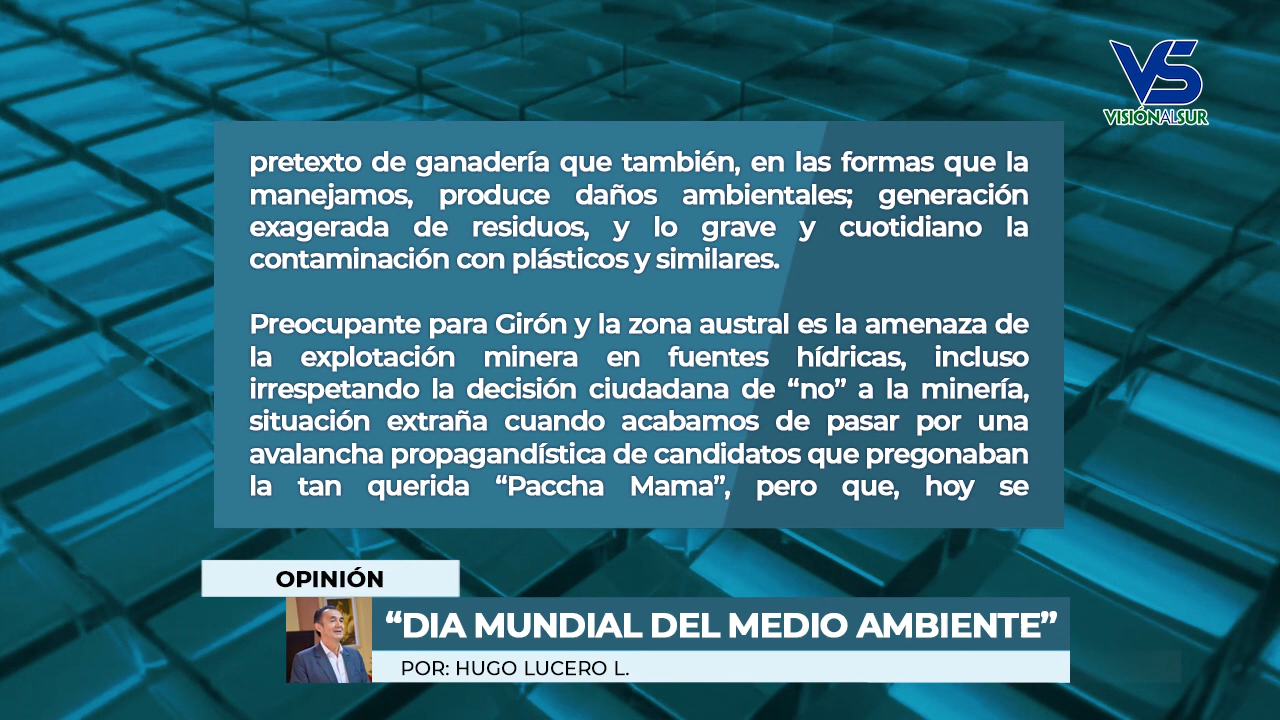 VS
VISIÓNALSUR
pretexto de ganadería que también, en las formas que la
manejamos, produce daños ambientales; generación
exagerada de residuos, y lo grave y cuotidiano la
contaminación con plásticos y similares.
Preocupante para Girón y la zona austral es la amenaza de
la explotación minera en fuentes hídricas, incluso
irrespetando la decisión ciudadana de “no” a la minería,
situación extraña cuando acabamos de pasar por una
avalancha propagandística de candidatos que pregonaban
la tan querida “Paccha Mama”, pero que, hoy se
OPINIÓN
“DIA MUNDIAL DEL MEDIO AMBIENTE”
POR: HUGO LUCERO L.